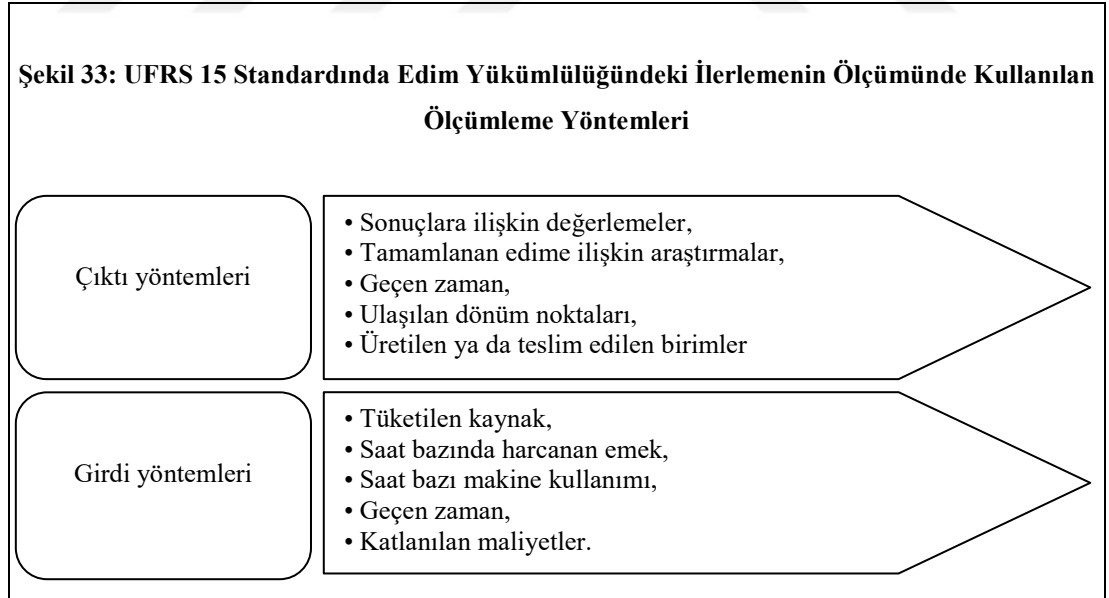 Şekil 33: UFRS 15 Standardında Edim Yükümlülüğündeki İlerlemenin Ölçümünde Kullanılan
Ölçümleme Yöntemleri
Çıktı yöntemleri
• Sonuçlara ilişkin değerlemeler,
• Tamamlanan edime ilişkin araştırmalar,
• Geçen zaman,
• Ulaşılan dönüm noktaları,
• Üretilen ya da teslim edilen birimler
Girdi yöntemleri
• Tüketilen kaynak,
• Saat bazında harcanan emek,
• Saat bazı makine kullanımı,
• Geçen zaman,
• Katlanılan maliyetler.